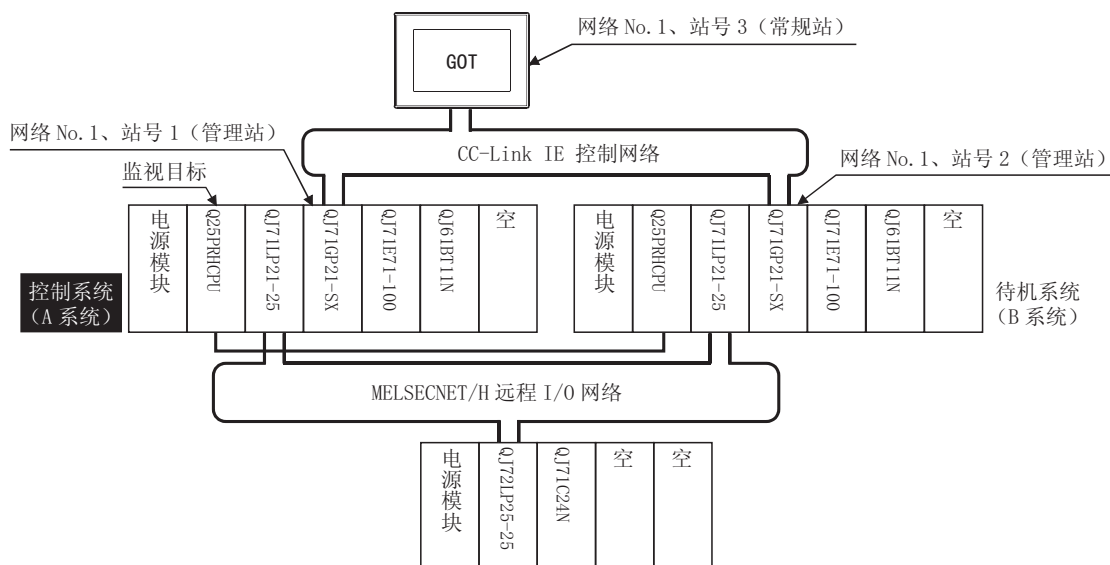 网络 No.1、站号 3（常规站）
GOT
网络 No.1、站号 1（管理站）
CC-Link IE 控制网络
网络 No.1、站号 2（管理站）
监视目标
电源模块
Q25PRHCPU
QJ71LP21-25
QJ71GP21-SX
QJ71E71-100
QJ61BT11N
空
电源模块
Q25PRHCPU
QJ71LP21-25
QJ71GP21-SX
QJ71E71-100
QJ61BT11N
空
控制系统
（A 系统）
待机系统
（B 系统）
MELSECNET/H 远程 I/O 网络
电源模块
QJ72LP25-25
QJ71C24N
空
空